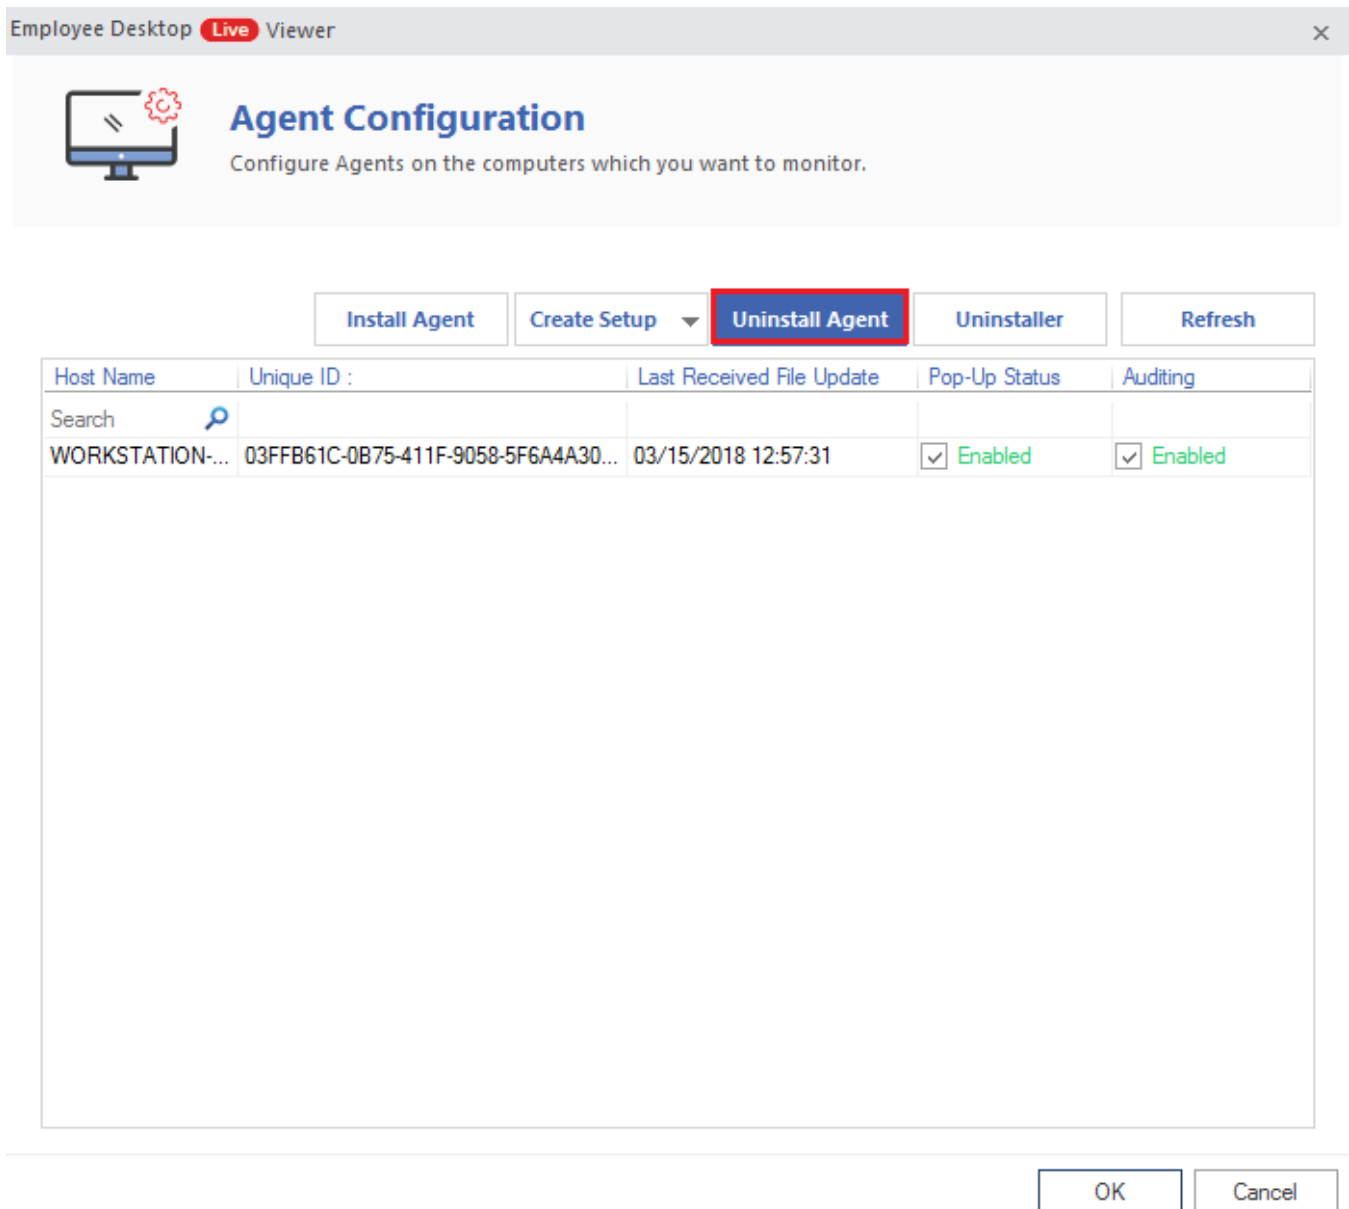 Employee Desktop Live Viewer
Agent Configuration
Configure Agents on the computers which you want to monitor.
Install Agent Create Setup Uninstall Agent Uninstaller Refresh
Host Name Unique ID : Last Received File Update Pop-Up Status Auditing
Search
WORKSTATION-... 03FFB61C-0B75-411F-9058-5F6A4A30... 03/15/2018 12:57:31 Enabled Enabled
OK Cancel